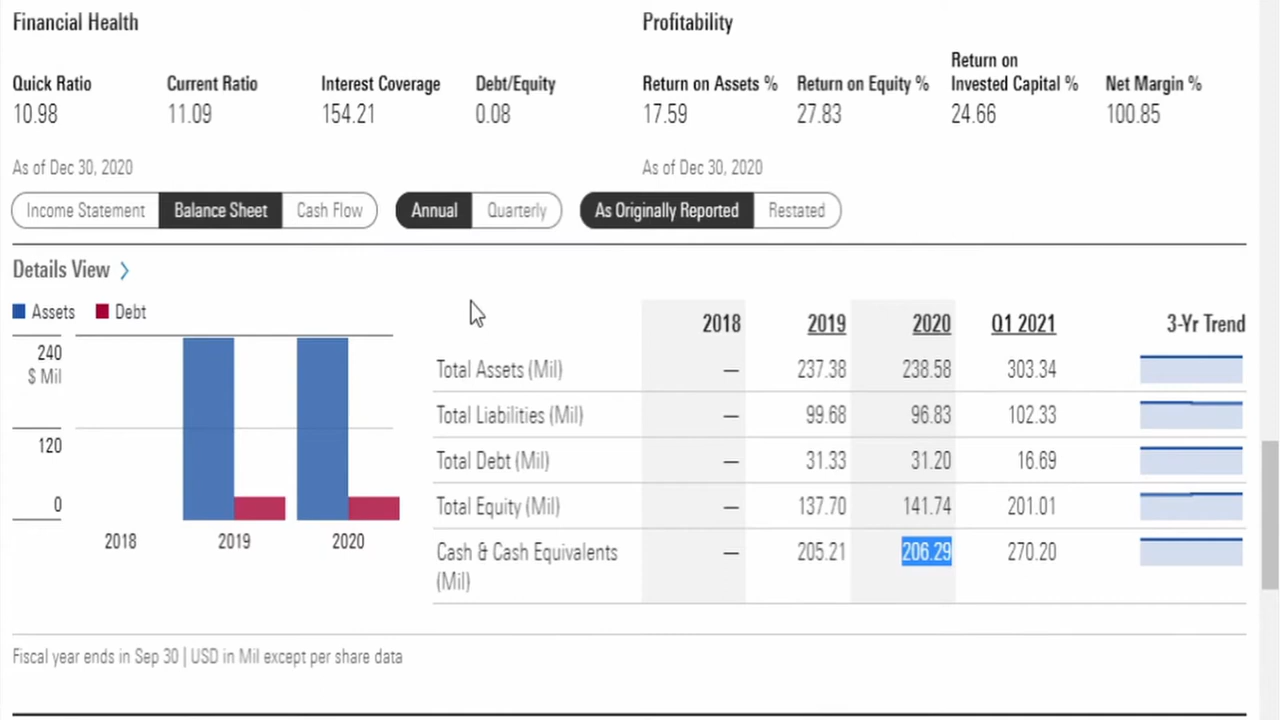 Financial Health
Quick Ratio Current Ratio Interest Coverage Debt/Equity
10.98 11.09 154.21 0.08
As of Dec 30, 2020
Profitability
Return on Assets % Return on Equity % Return on Invested Capital % Net Margin %
17.59 27.83 24.66 100.85
As of Dec 30, 2020
Income Statement Balance Sheet Cash Flow Annual Quarterly As Originally Reported Restated
Details View
Assets Debt
240
$ Mil
120
0
2018 2019 2020
2018 2019 2020 Q1 2021 3-Yr Trend
Total Assets (Mil) — 237.38 238.58 303.34
Total Liabilities (Mil) — 99.68 96.83 102.33
Total Debt (Mil) — 31.33 31.20 16.69
Total Equity (Mil) — 137.70 141.74 201.01
Cash & Cash Equivalents — 205.21 206.29 270.20
(Mil)
Fiscal year ends in Sep 30 | USD in Mil except per share data